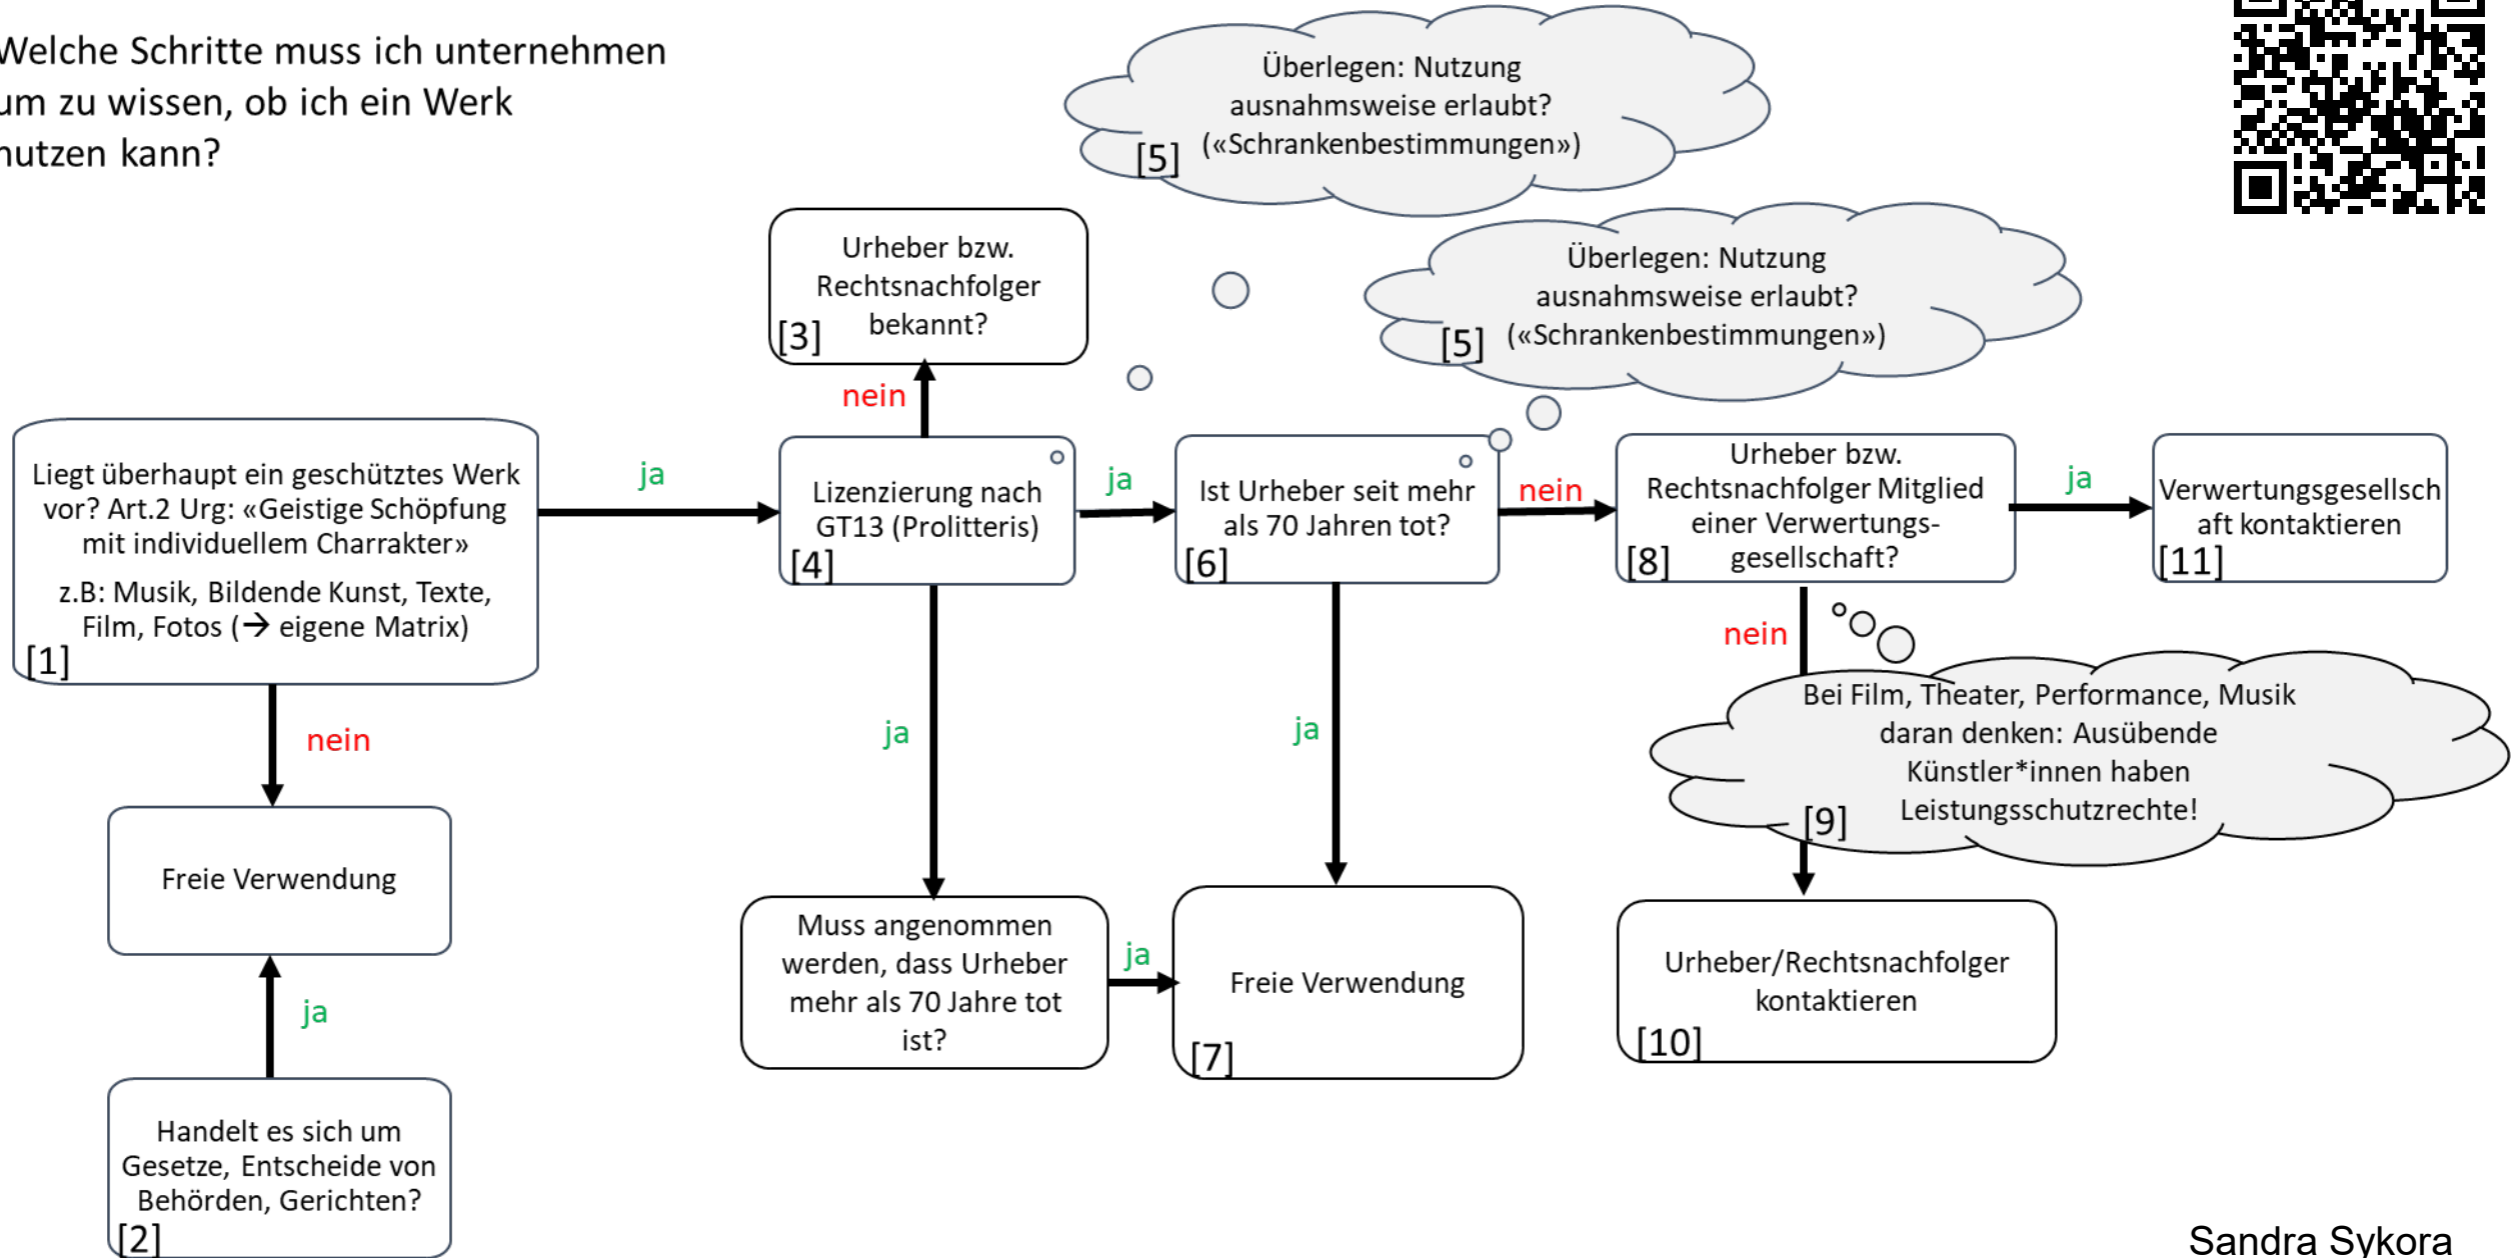 Welche Schritte muss ich unternehmen
um zu wissen, ob ich ein Werk
nutzen kann?
Überlegen: Nutzung
ausnahmsweise erlaubt?
(«Schrankenbestimmungen»)
[5]
Überlegen: Nutzung
ausnahmsweise erlaubt?
(«Schrankenbestimmungen»)
[5]
Urheber bzw.
Rechtsnachfolger
bekannt?
[3]
nein
Liegt überhaupt ein geschütztes Werk
vor? Art.2 Urg: «Geistige Schöpfung
mit individuellem Charrakter»
z.B: Musik, Bildende Kunst, Texte,
Film, Fotos (→ eigene Matrix)
[1]
ja
Lizenzierung nach
GT13 (Prolitteris)
[4]
ja
Ist Urheber seit mehr
als 70 Jahren tot?
[6]
nein
Urheber bzw.
Rechtsnachfolger Mitglied
einer Verwertungs-
gesellschaft?
[8]
ja
Verwertungsgesellsch
aft kontaktieren
[11]
nein
ja
ja
nein
Bei Film, Theater, Performance, Musik
daran denken: Ausübende
Künstler*innen haben
Leistungsschutzrechte!
[9]
Freie Verwendung
ja
Handelt es sich um
Gesetze, Entscheide von
Behörden, Gerichten?
[2]
Muss angenommen
werden, dass Urheber
mehr als 70 Jahre tot
ist?
ja
Freie Verwendung
[7]
Urheber/Rechtsnachfolger
kontaktieren
[10]
Sandra Sykora